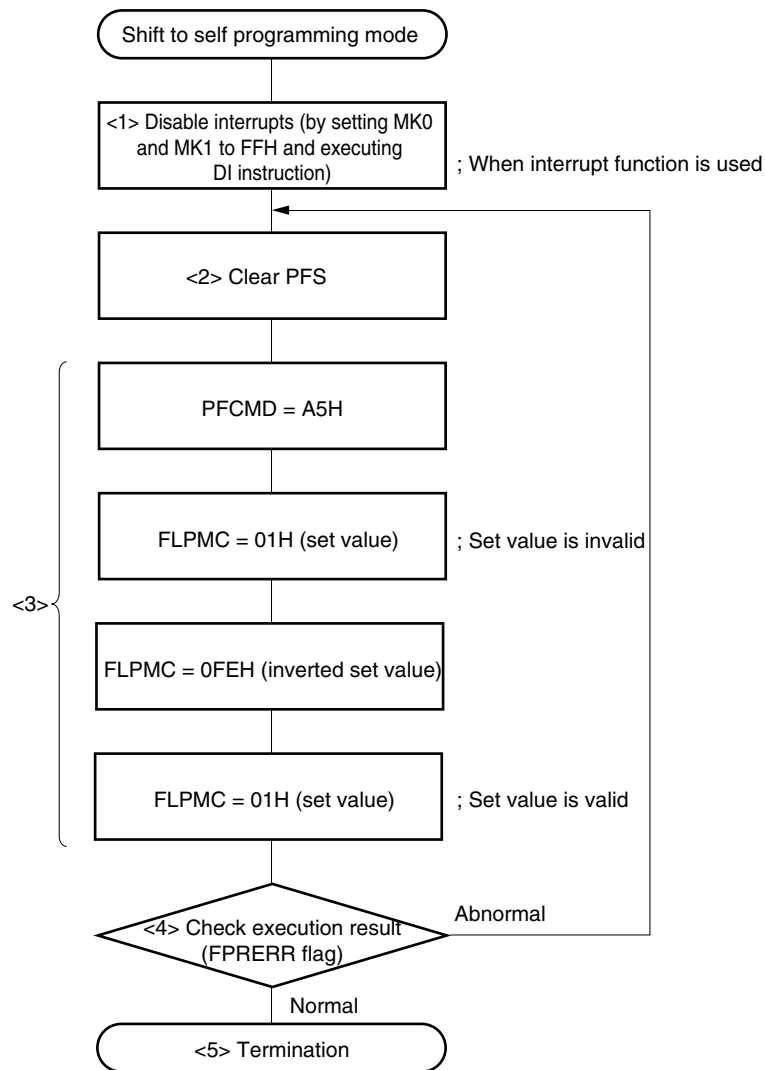 Shift to self programming mode
<1> Disable interrupts (by setting MK0
and MK1 to FFH and executing
DI instruction)
; When interrupt function is used
<2> Clear PFS
<3>
PFCMD = A5H
FLPMC = 01H (set value)
; Set value is invalid
FLPMC = 0FEH (inverted set value)
FLPMC = 01H (set value)
; Set value is valid
<4> Check execution result
(FPRERR flag)
Abnormal
Normal
<5> Termination